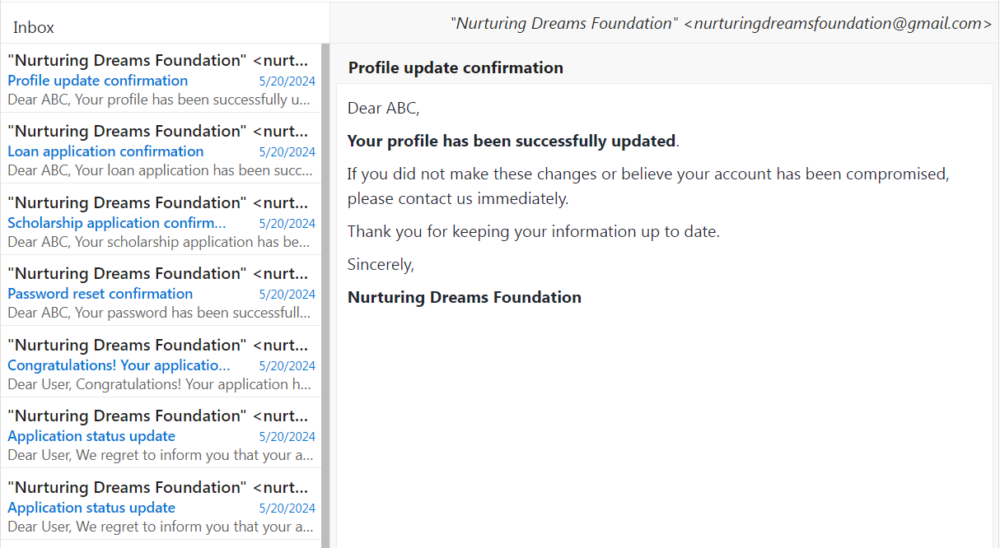 Inbox
"Nurturing Dreams Foundation" <nurt...
Profile update confirmation 5/20/2024
Dear ABC, Your profile has been successfully u...
"Nurturing Dreams Foundation" <nurt...
Loan application confirmation 5/20/2024
Dear ABC, Your loan application has been succ...
"Nurturing Dreams Foundation" <nurt...
Scholarship application confirm... 5/20/2024
Dear ABC, Your scholarship application has be...
"Nurturing Dreams Foundation" <nurt...
Password reset confirmation 5/20/2024
Dear ABC, Your password has been successfull...
"Nurturing Dreams Foundation" <nurt...
Congratulations! Your applicatio... 5/20/2024
Dear User, Congratulations! Your application h...
"Nurturing Dreams Foundation" <nurt...
Application status update 5/20/2024
Dear User, We regret to inform you that your a...
"Nurturing Dreams Foundation" <nurt...
Application status update 5/20/2024
Dear User, We regret to inform you that your a...
"Nurturing Dreams Foundation" <nurturingdreamsfoundation@gmail.com>
Profile update confirmation
Dear ABC,
Your profile has been successfully updated.
If you did not make these changes or believe your account has been compromised,
please contact us immediately.
Thank you for keeping your information up to date.
Sincerely,
Nurturing Dreams Foundation